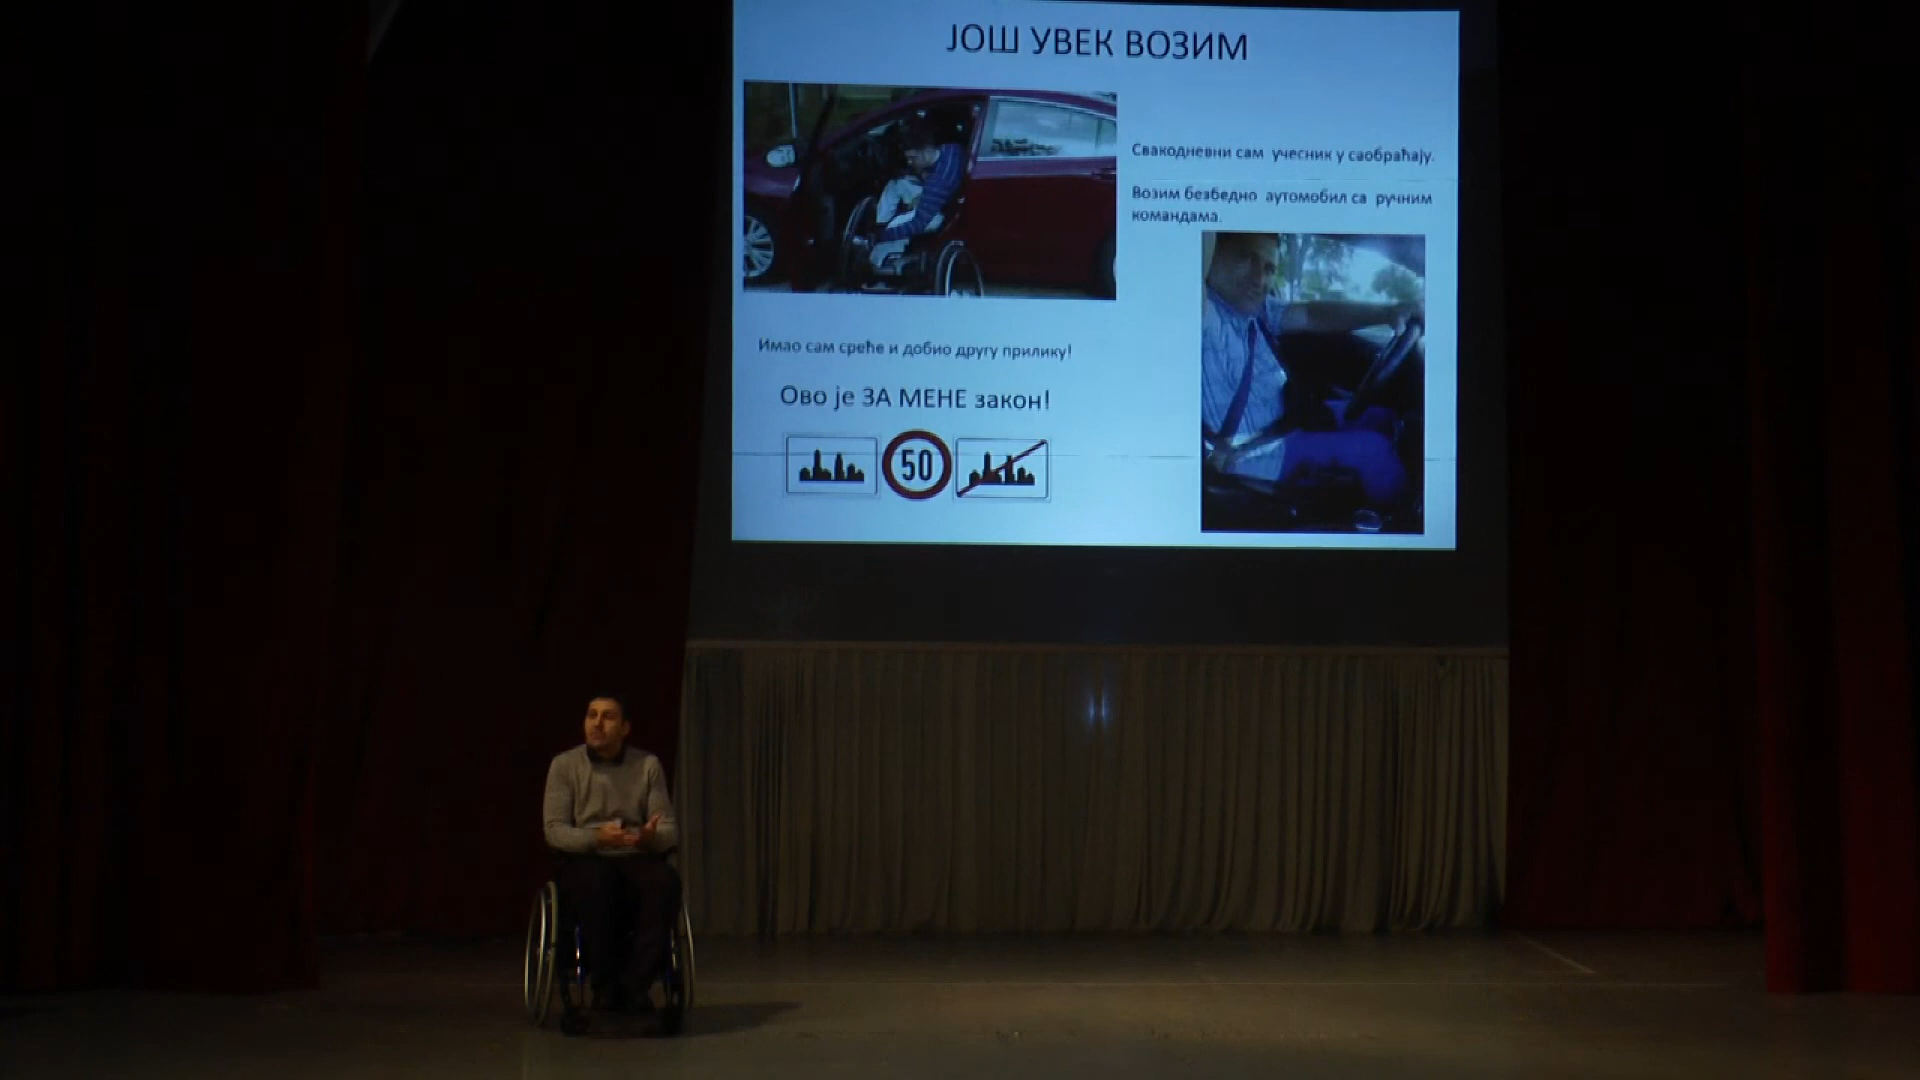 ЈОШ УВЕК ВОЗИМ
Свакодневни сам учесник у саобраћају.
Возим безбедно аутомобил са ручним
командама.
Имао сам среће и добио другу прилику!
Ово је ЗА МЕНЕ закон!
50